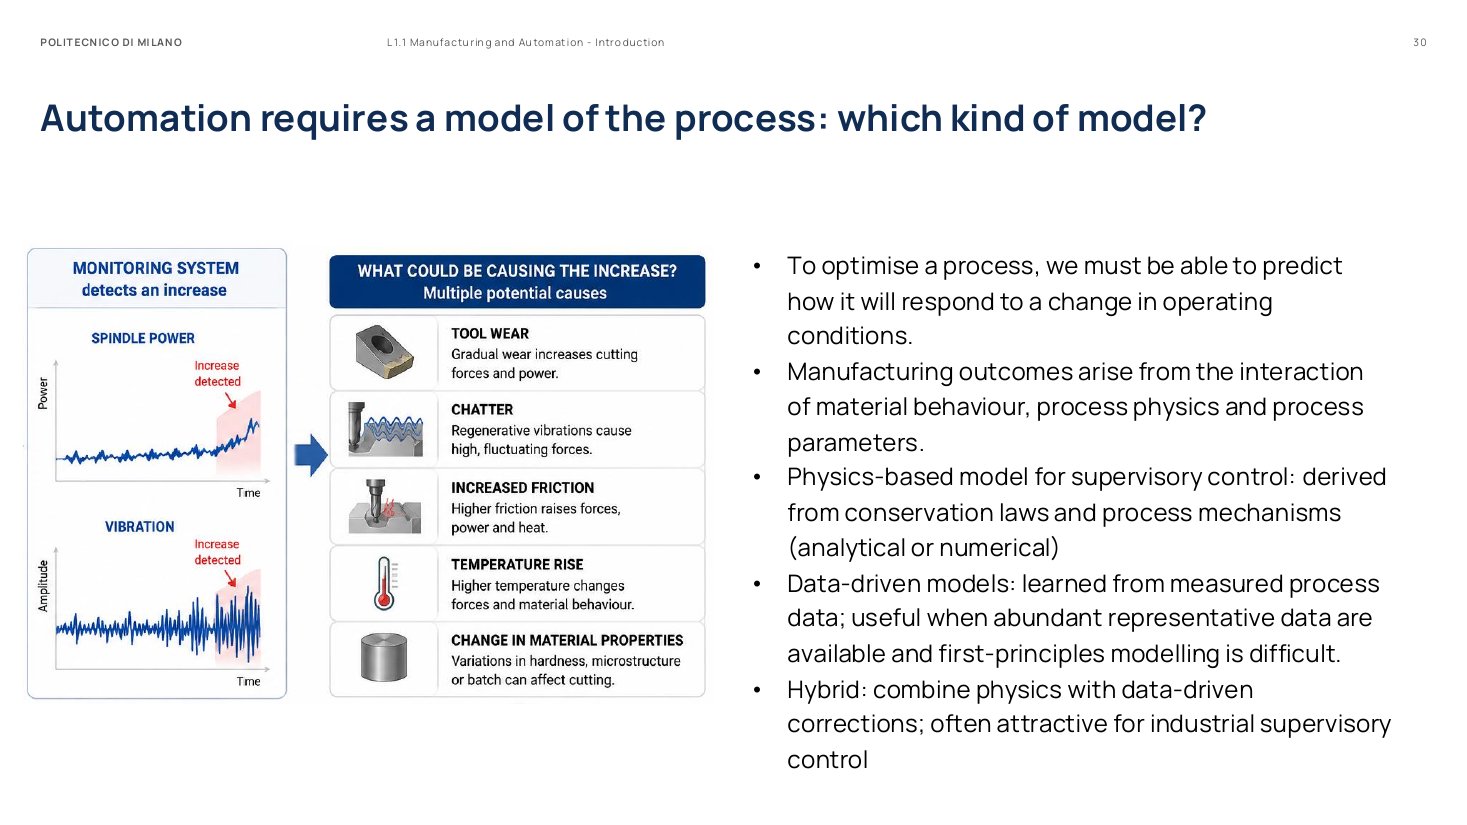 POLITECNICO DI MILANO
L1.1 Manufacturing and Automation - Introduction
30
Automation requires a model of the process: which kind of model?
MONITORING SYSTEM
detects an increase
SPINDLE POWER
Increase
detected
Power
Time
VIBRATION
Increase
detected
Amplitude
Time
WHAT COULD BE CAUSING THE INCREASE?
Multiple potential causes
TOOL WEAR
Gradual wear increases cutting
forces and power.
CHATTER
Regenerative vibrations cause
high, fluctuating forces.
INCREASED FRICTION
Higher friction raises forces,
power and heat.
TEMPERATURE RISE
Higher temperature changes
forces and material behaviour.
CHANGE IN MATERIAL PROPERTIES
Variations in hardness, microstructure
or batch can affect cutting.
• To optimise a process, we must be able to predict
how it will respond to a change in operating
conditions.
• Manufacturing outcomes arise from the interaction
of material behaviour, process physics and process
parameters.
• Physics-based model for supervisory control: derived
from conservation laws and process mechanisms
(analytical or numerical)
• Data-driven models: learned from measured process
data; useful when abundant representative data are
available and first-principles modelling is difficult.
• Hybrid: combine physics with data-driven
corrections; often attractive for industrial supervisory
control